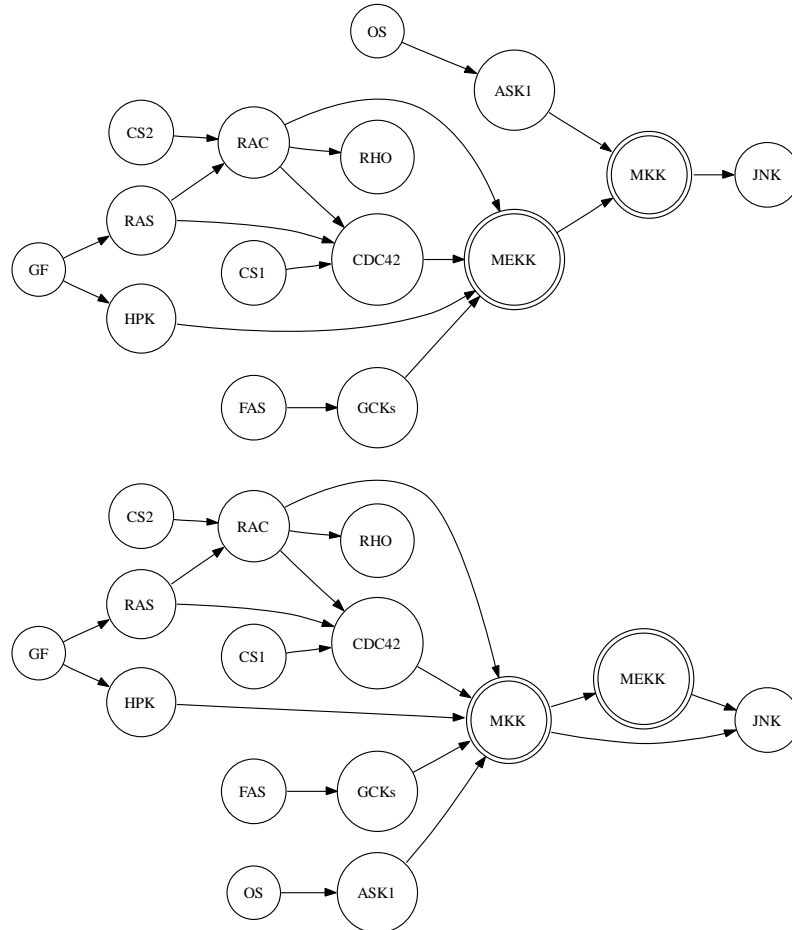 OS
ASK1
CS2
RAC
RHO
MKK
JNK
RAS
CS1
CDC42
MEKK
GF
HPK
FAS
GCKs
CS2
RAC
RHO
RAS
CS1
CDC42
GF
MEKK
HPK
MKK
JNK
FAS
GCKs
OS
ASK1